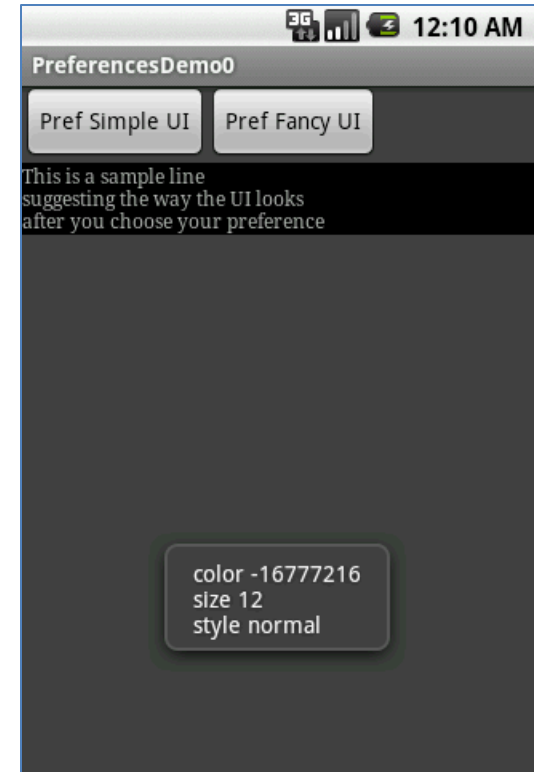 3G
12:10 AM
PreferencesDemo0
Pref Simple UI
Pref Fancy UI
This is a sample line
suggesting the way the UI looks
after you choose your preference
color -16777216
size 12
style normal